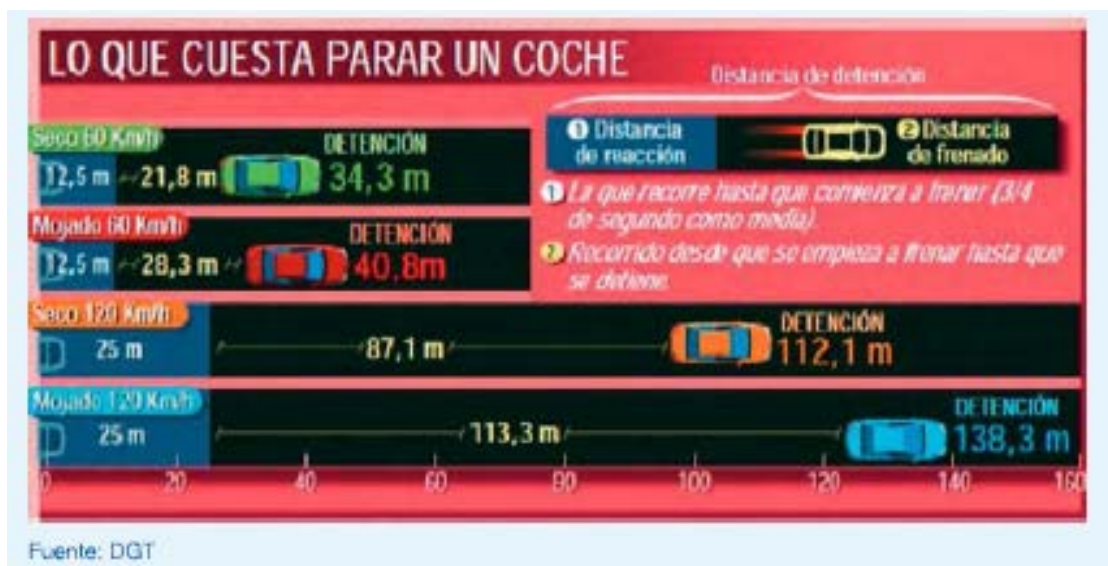 LO QUE CUESTA PARAR UN COCHE
Distancia de detención
1 Distancia
de reacción
2 Distancia
de frenado
1 La que recorre hasta que comienza a frener (3/4
de segundo como media).
2 Recorrido desde que se empieza a frenar hasta que
se detiene.
Seco 60 Km/h
DETENCIÓN
12,5 m 21,8 m 34,3 m
Mojado 60 Km/h
DETENCIÓN
12,5 m 28,3 m 40,8m
Seco 120 Km/h
DETENCIÓN
25 m 87,1 m 112,1 m
Mojado 120 Km/h
DETENCIÓN
25 m 113,3 m 138,3 m
0 20 40 60 80 100 120 140 160
Fuente: DGT